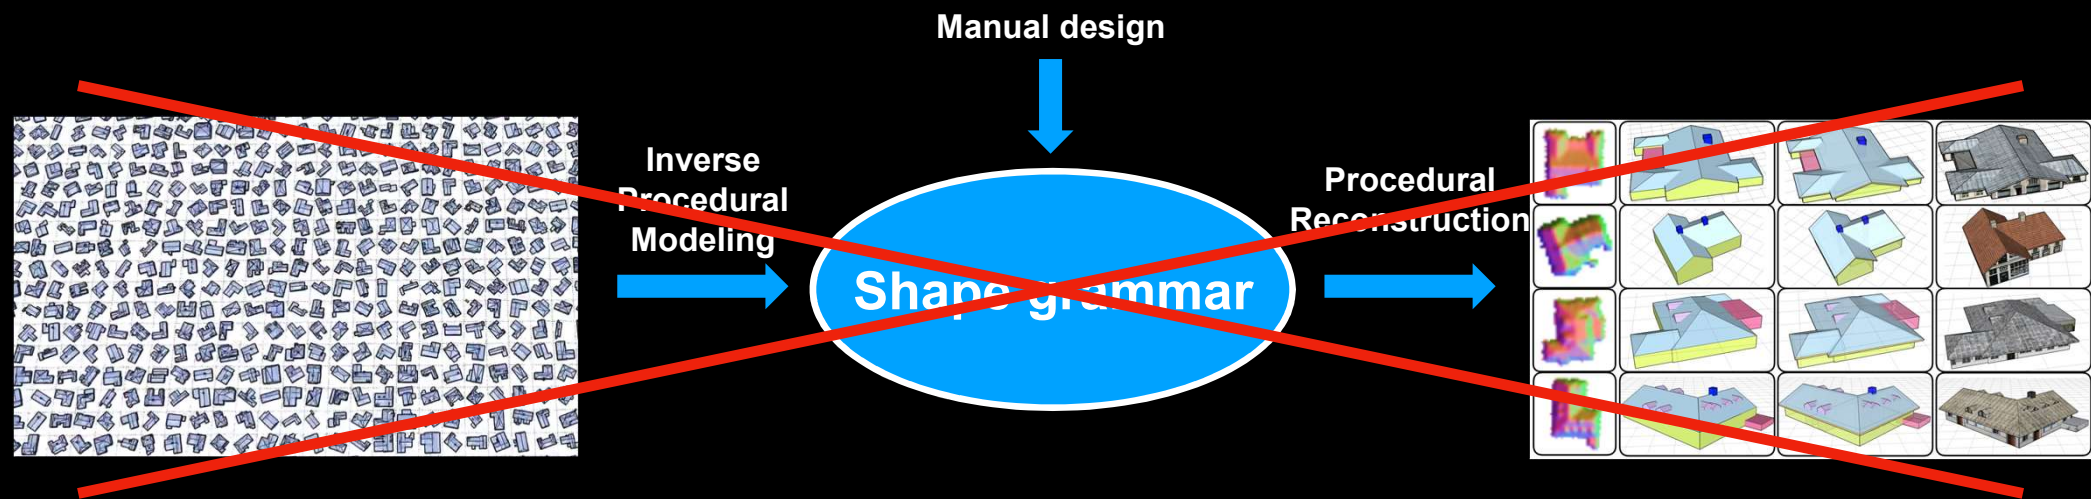 Manual design
Inverse
Procedural
Modeling
Shape grammar
Procedural
Reconstruction